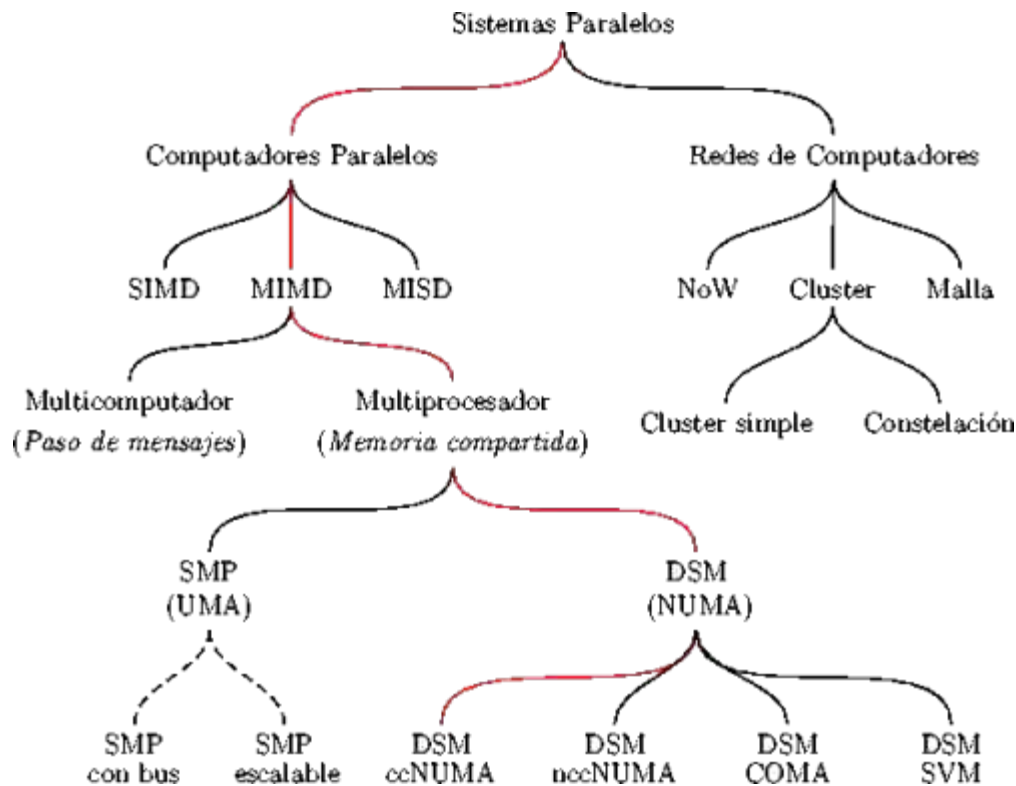 Sistemas Paralelos
Computadores Paralelos
Redes de Computadores
SIMD
MIMD
MISD
NoW
Cluster
Malla
Multicomputador
(Paso de mensajes)
Multiprocesador
(Memoria compartida)
Cluster simple
Constelación
SMP
(UMA)
DSM
(NUMA)
SMP
con bus
SMP
escalable
DSM
ccNUMA
DSM
nccNUMA
DSM
COMA
DSM
SVM